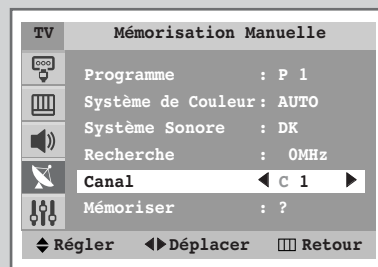 TV Mémorisation Manuelle
Programme : P 1
Système de Couleur : AUTO
Système Sonore : DK
Recherche : 0MHz
Canal C 1
Mémoriser : ?
Régler Déplacer Retour